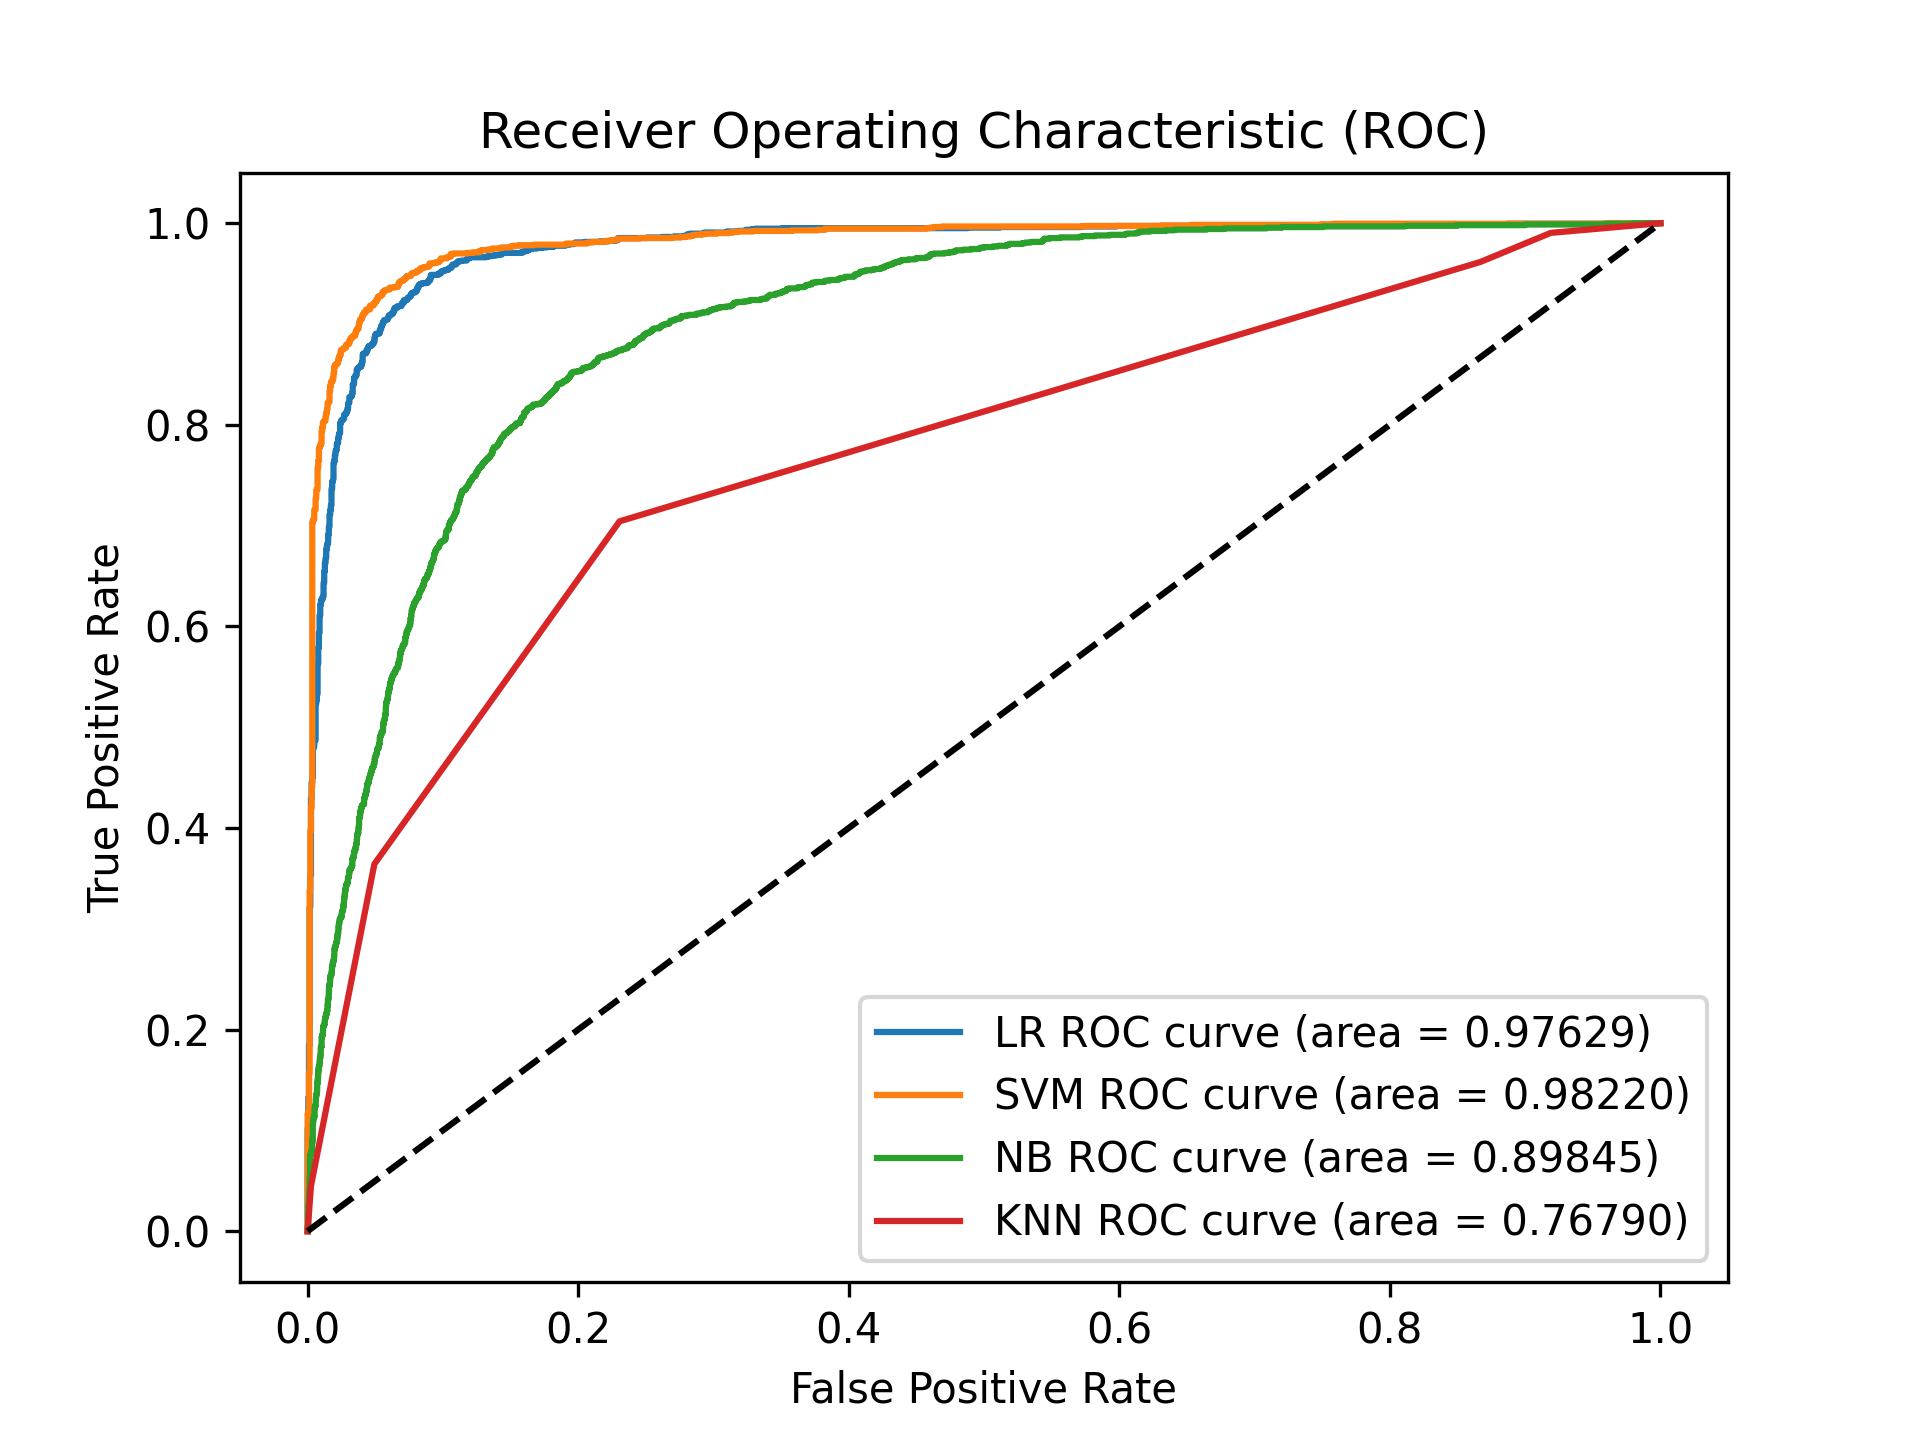 Receiver Operating Characteristic (ROC)
1.0
0.8
0.6
0.4
0.2
0.0
True Positive Rate
LR ROC curve (area = 0.97629)
SVM ROC curve (area = 0.98220)
NB ROC curve (area = 0.89845)
KNN ROC curve (area = 0.76790)
0.0 0.2 0.4 0.6 0.8 1.0
False Positive Rate